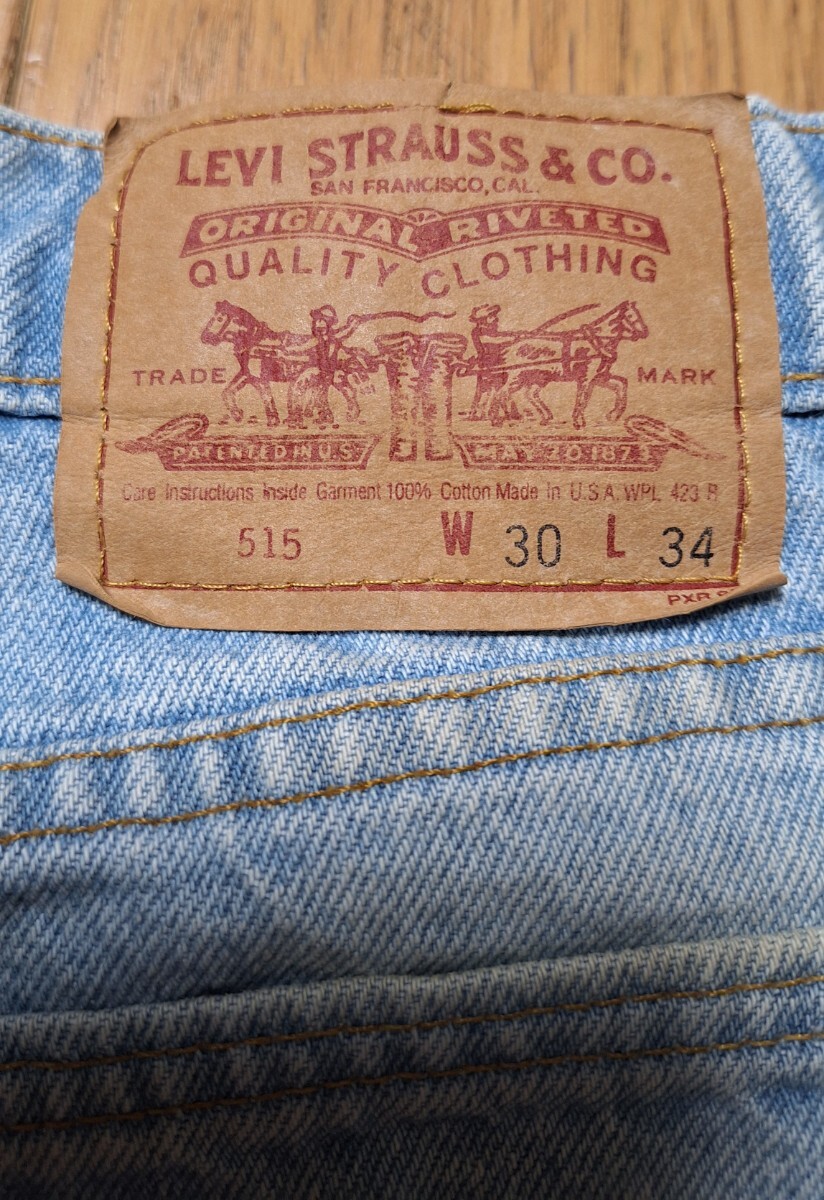 LEVI STRAUSS & CO.
SAN FRANCISCO, CAL.
ORIGINAL RIVETED
QUALITY CLOTHING
TRADE MARK
PATENTED IN U.S. MAY 20 1873
Care Instructions Inside Garment 100% Cotton Made in U.S.A. WPL 423 R
515 W 30 L 34
PXR